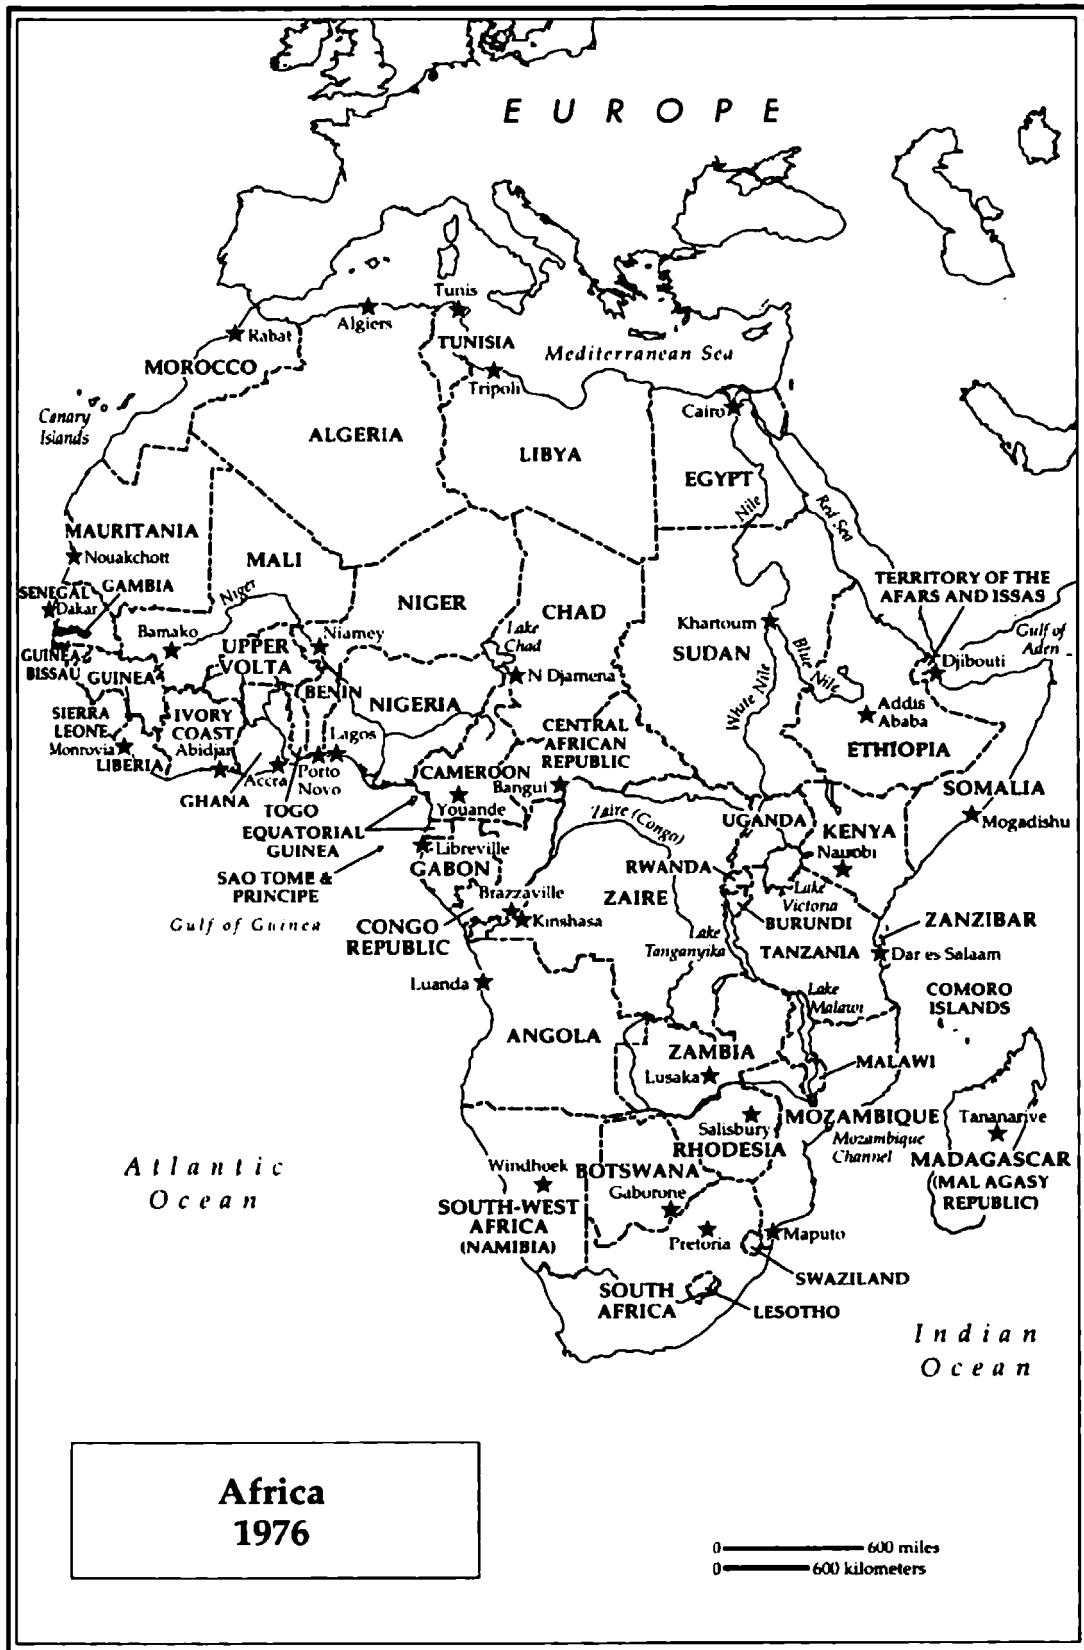 EUROPE
Tunis
Algiers
Rabat
TUNISIA
Mediterranean Sea
MOROCCO
Tripoli
Canary
Islands
Cairo
ALGERIA
LIBYA
EGYPT
Nile
Red Sea
MAURITANIA
Nouakchott
MALI
SENEGAL
GAMBIA
Dakar
Niger
NIGER
CHAD
TERRITORY OF THE
AFARS AND ISSAS
Bamako
Niamey
Lake
Chad
Khartoum
Gulf of
Aden
GUINEA
BISSAU
GUINEA
UPPER
VOLTA
SUDAN
Blue Nile
Djibouti
BENIN
N Djamena
NIGERIA
White Nile
Addis
Ababa
SIERRA
LEONE
IVORY
COAST
Lagos
CENTRAL
AFRICAN
REPUBLIC
ETHIOPIA
Monrovia
Abidjan
LIBERIA
Accra
Porto
Novo
CAMEROON
Bangui
SOMALIA
GHANA
TOGO
Youande
Zaire (Conga)
UGANDA
KENYA
Mogadishu
EQUATORIAL
GUINEA
Libreville
Nairobi
GABON
RWANDA
SAO TOME &
PRINCIPE
Brazzaville
ZAIRE
Lake
Victoria
Gulf of Guinea
CONGO
REPUBLIC
Kinshasa
BURUNDI
ZANZIBAR
Lake
Tanganyika
TANZANIA
Dar es Salaam
Luanda
Lake
Malawi
COMORO
ISLANDS
ANGOLA
ZAMBIA
Lusaka
MALAWI
MOZAMBIQUE
Tananarive
Salisbury
RHODESIA
Mozambique
Channel
Atlantic
Ocean
Windhoek
BOTSWANA
MADAGASCAR
(MALAGASY
REPUBLIC)
Gaborone
SOUTH-WEST
AFRICA
(NAMIBIA)
Pretoria
Maputo
SWAZILAND
SOUTH
AFRICA
LESOTHO
Indian
Ocean
Africa
1976
0 600 miles
0 600 kilometers